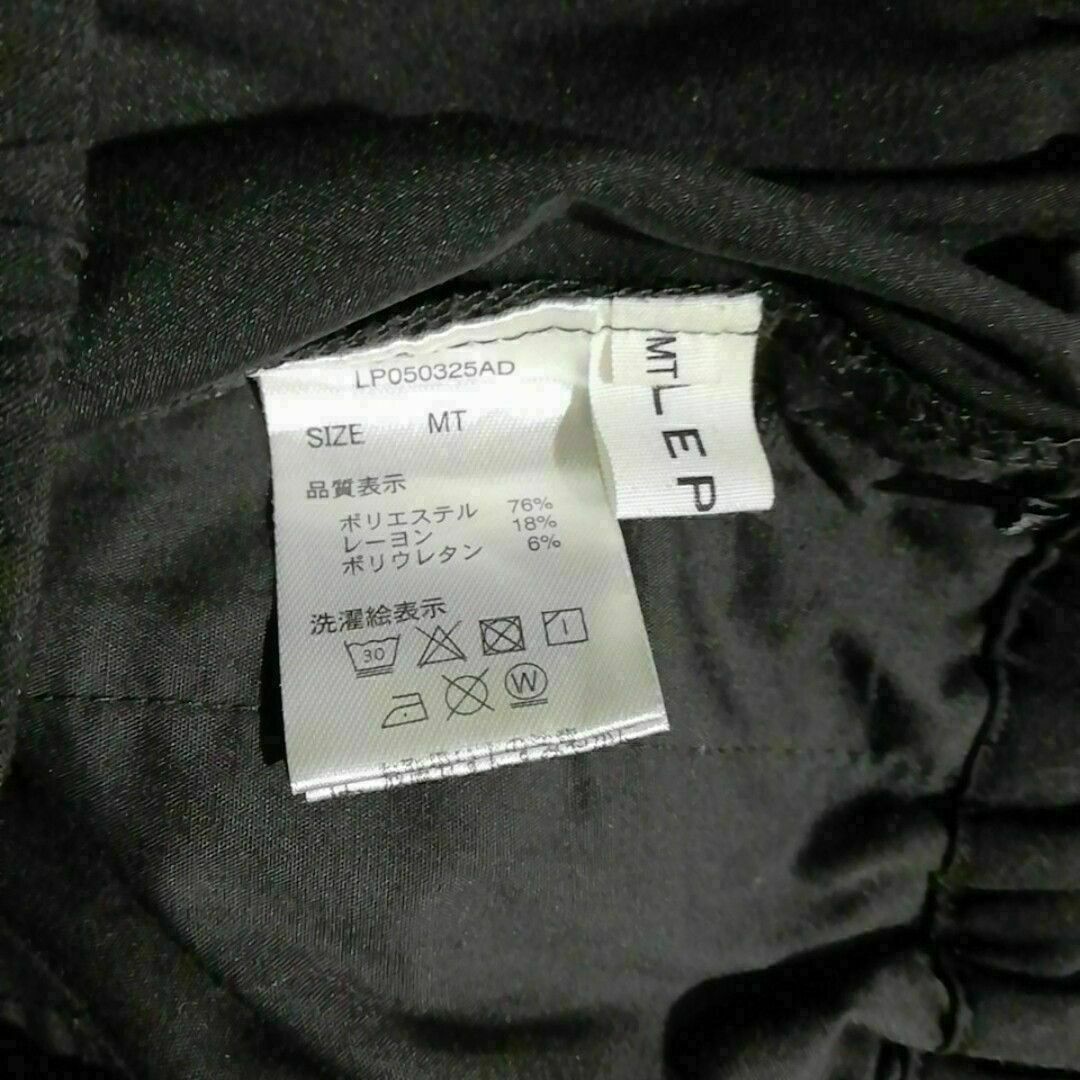 LP050325AD
SIZE MT
品質表示
ポリエステル 76%
レーヨン 18%
ポリウレタン 6%
洗濯絵表示
30
W
MTLEP